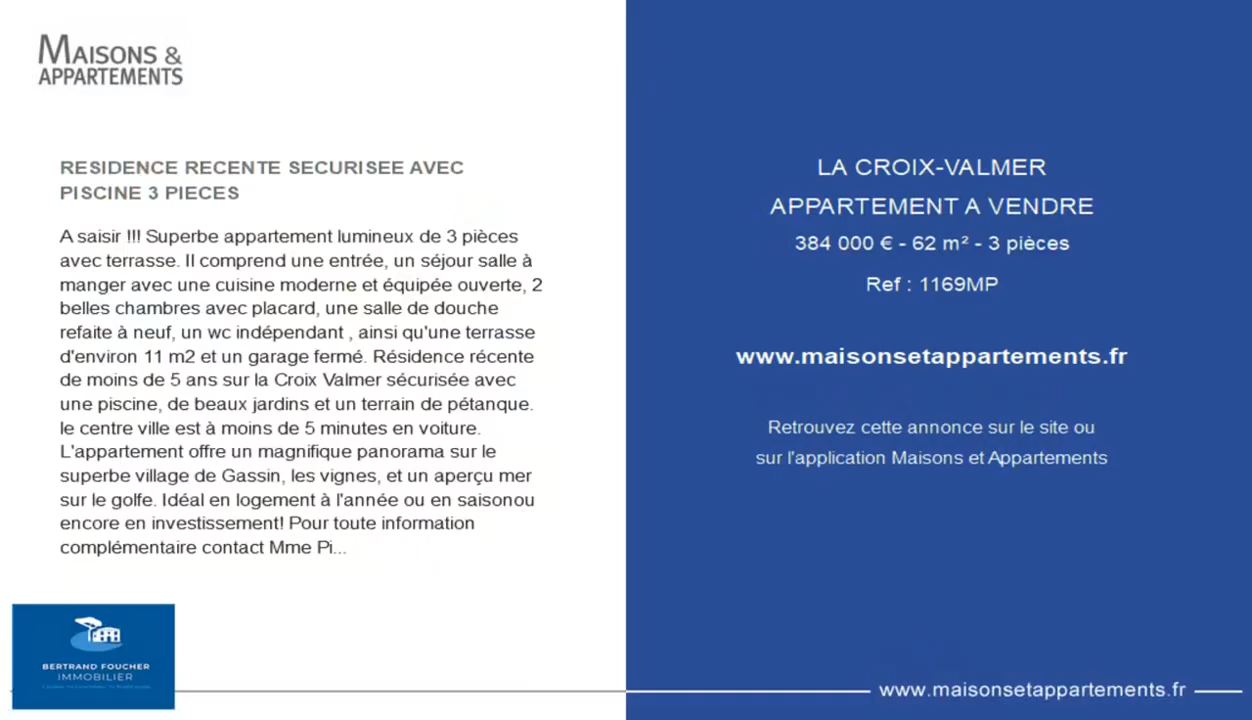 MAISONS &
APPARTEMENTS
RESIDENCE RECENTE SECURISEE AVEC
PISCINE 3 PIECES
A saisir !!! Superbe appartement lumineux de 3 pièces
avec terrasse. Il comprend une entrée, un séjour salle à
manger avec une cuisine moderne et équipée ouverte, 2
belles chambres avec placard, une salle de douche
refaite à neuf, un wc indépendant , ainsi qu'une terrasse
d'environ 11 m2 et un garage fermé. Résidence récente
de moins de 5 ans sur la Croix Valmer sécurisée avec
une piscine, de beaux jardins et un terrain de pétanque.
le centre ville est à moins de 5 minutes en voiture.
L'appartement offre un magnifique panorama sur le
superbe village de Gassin, les vignes, et un aperçu mer
sur le golfe. Idéal en logement à l'année ou en saisonou
encore en investissement! Pour toute information
complémentaire contact Mme Pi...
BERTRAND FOUCHER
IMMOBILIER
LA CROIX-VALMER
APPARTEMENT A VENDRE
384 000 € - 62 m² - 3 pièces
Ref : 1169MP
www.maisonsetappartements.fr
Retrouvez cette annonce sur le site ou
sur l'application Maisons et Appartements
www.maisonsetappartements.fr